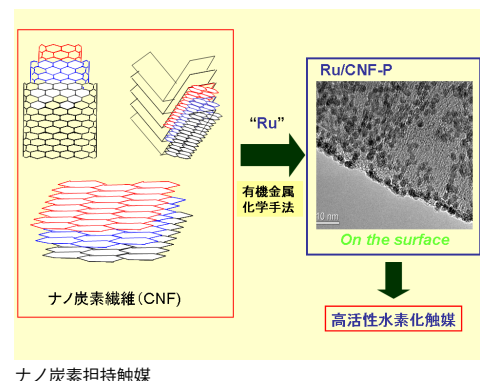 ナノ炭素繊維(CNF)
“Ru”
有機金属
化学手法
Ru/CNF-P
10 nm
On the surface
高活性水素化触媒
ナノ炭素担持触媒